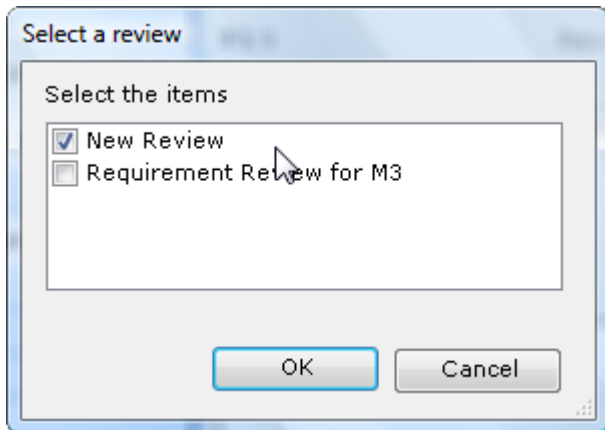 Select a review
Select the items
New Review
Requirement Review for M3
OK
Cancel